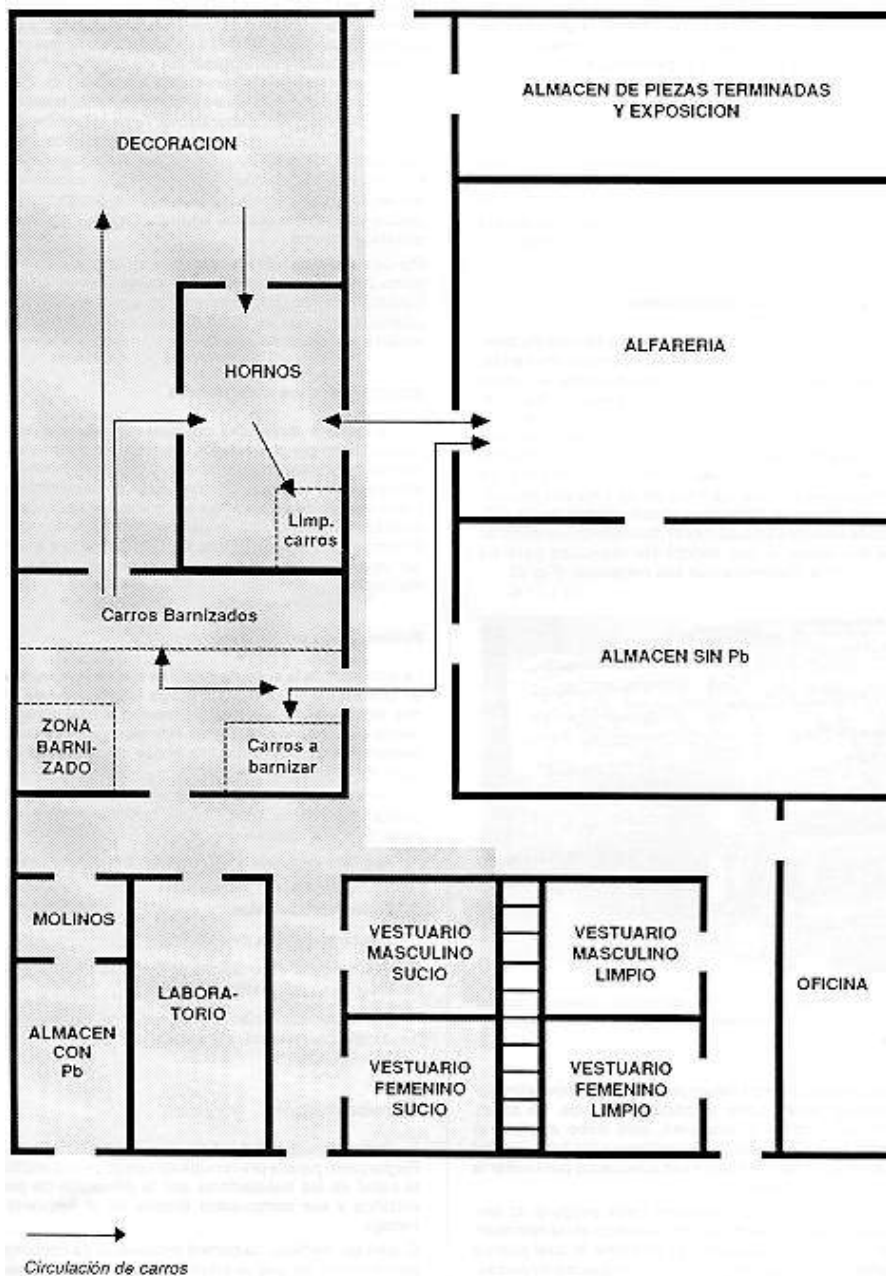 ALMACEN DE PIEZAS TERMINADAS
Y EXPOSICION
DECORACION
ALFARERIA
HORNOS
Limp.
carros
Carros Barnizados
ALMACEN SIN Pb
ZONA
BARNI-
ZADO
Carros a
barnizar
MOLINOS
VESTUARIO
MASCULINO
SUCIO
VESTUARIO
MASCULINO
LIMPIO
LABORA-
TORIO
OFICINA
ALMACEN
CON
Pb
VESTUARIO
FEMENINO
SUCIO
VESTUARIO
FEMENINO
LIMPIO
Circulación de carros